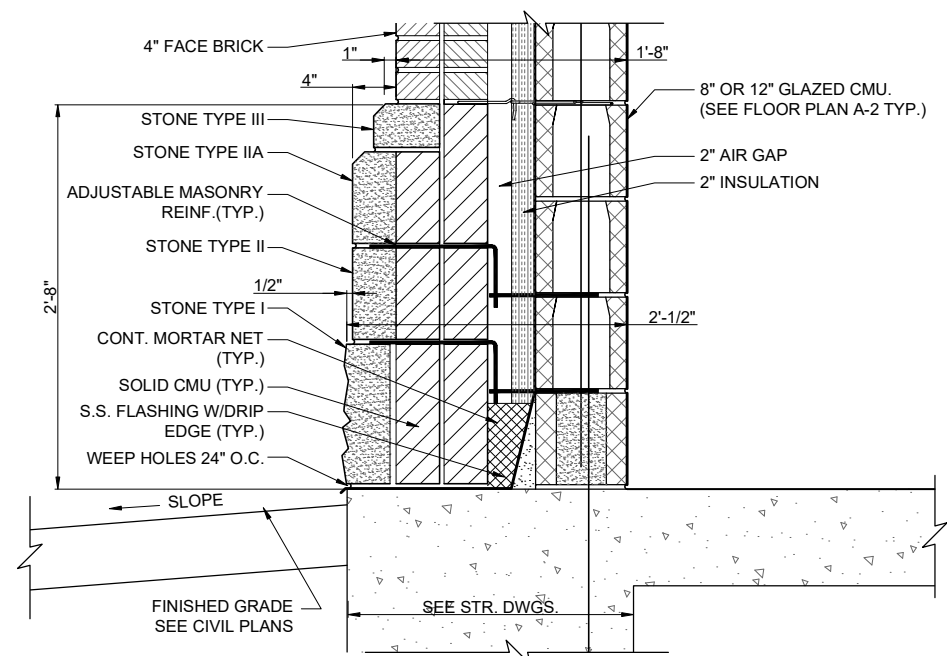 4" FACE BRICK
1"
1'-8"
4"
8" OR 12" GLAZED CMU.
(SEE FLOOR PLAN A-2 TYP.)
STONE TYPE III
STONE TYPE IIA
2" AIR GAP
2" INSULATION
ADJUSTABLE MASONRY
REINF.(TYP.)
STONE TYPE II
1/2"
2'-8"
STONE TYPE I
2'-1/2"
CONT. MORTAR NET
(TYP.)
SOLID CMU (TYP.)
S.S. FLASHING W/DRIP
EDGE (TYP.)
WEEP HOLES 24" O.C.
SLOPE
FINISHED GRADE
SEE CIVIL PLANS
SEE STR. DWGS.